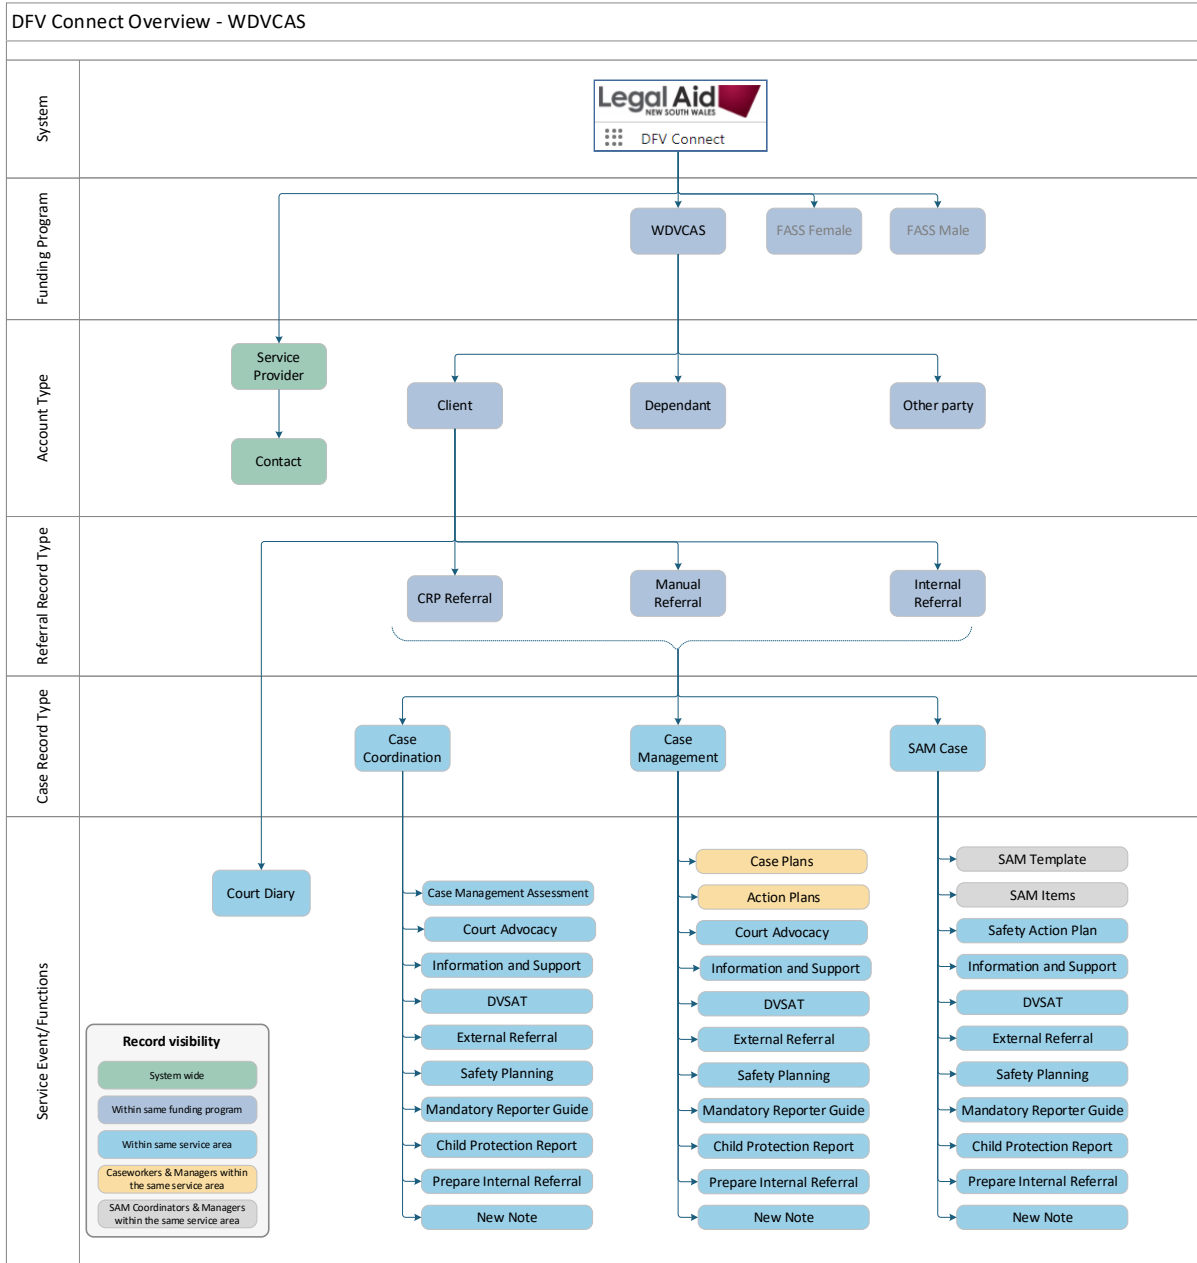 DFV Connect Overview - WDVCAS
System
Legal Aid
NEW SOUTH WALES
DFV Connect
Funding Program
WDVCAS
FASS Female
FASS Male
Account Type
Service
Provider
Contact
Client
Dependant
Other party
Referral Record Type
CRP Referral
Manual
Referral
Internal
Referral
Case Record Type
Case
Coordination
Case
Management
SAM Case
Service Event/Functions
Court Diary
Case Management Assessment
Court Advocacy
Information and Support
DVSAT
External Referral
Safety Planning
Mandatory Reporter Guide
Child Protection Report
Prepare Internal Referral
New Note
Case Plans
Action Plans
Court Advocacy
Information and Support
DVSAT
External Referral
Safety Planning
Mandatory Reporter Guide
Child Protection Report
Prepare Internal Referral
New Note
SAM Template
SAM Items
Safety Action Plan
Information and Support
DVSAT
External Referral
Safety Planning
Mandatory Reporter Guide
Child Protection Report
Prepare Internal Referral
New Note
Record visibility
System wide
Within same funding program
Within same service area
Caseworkers & Managers within
the same service area
SAM Coordinators & Managers
within the same service area